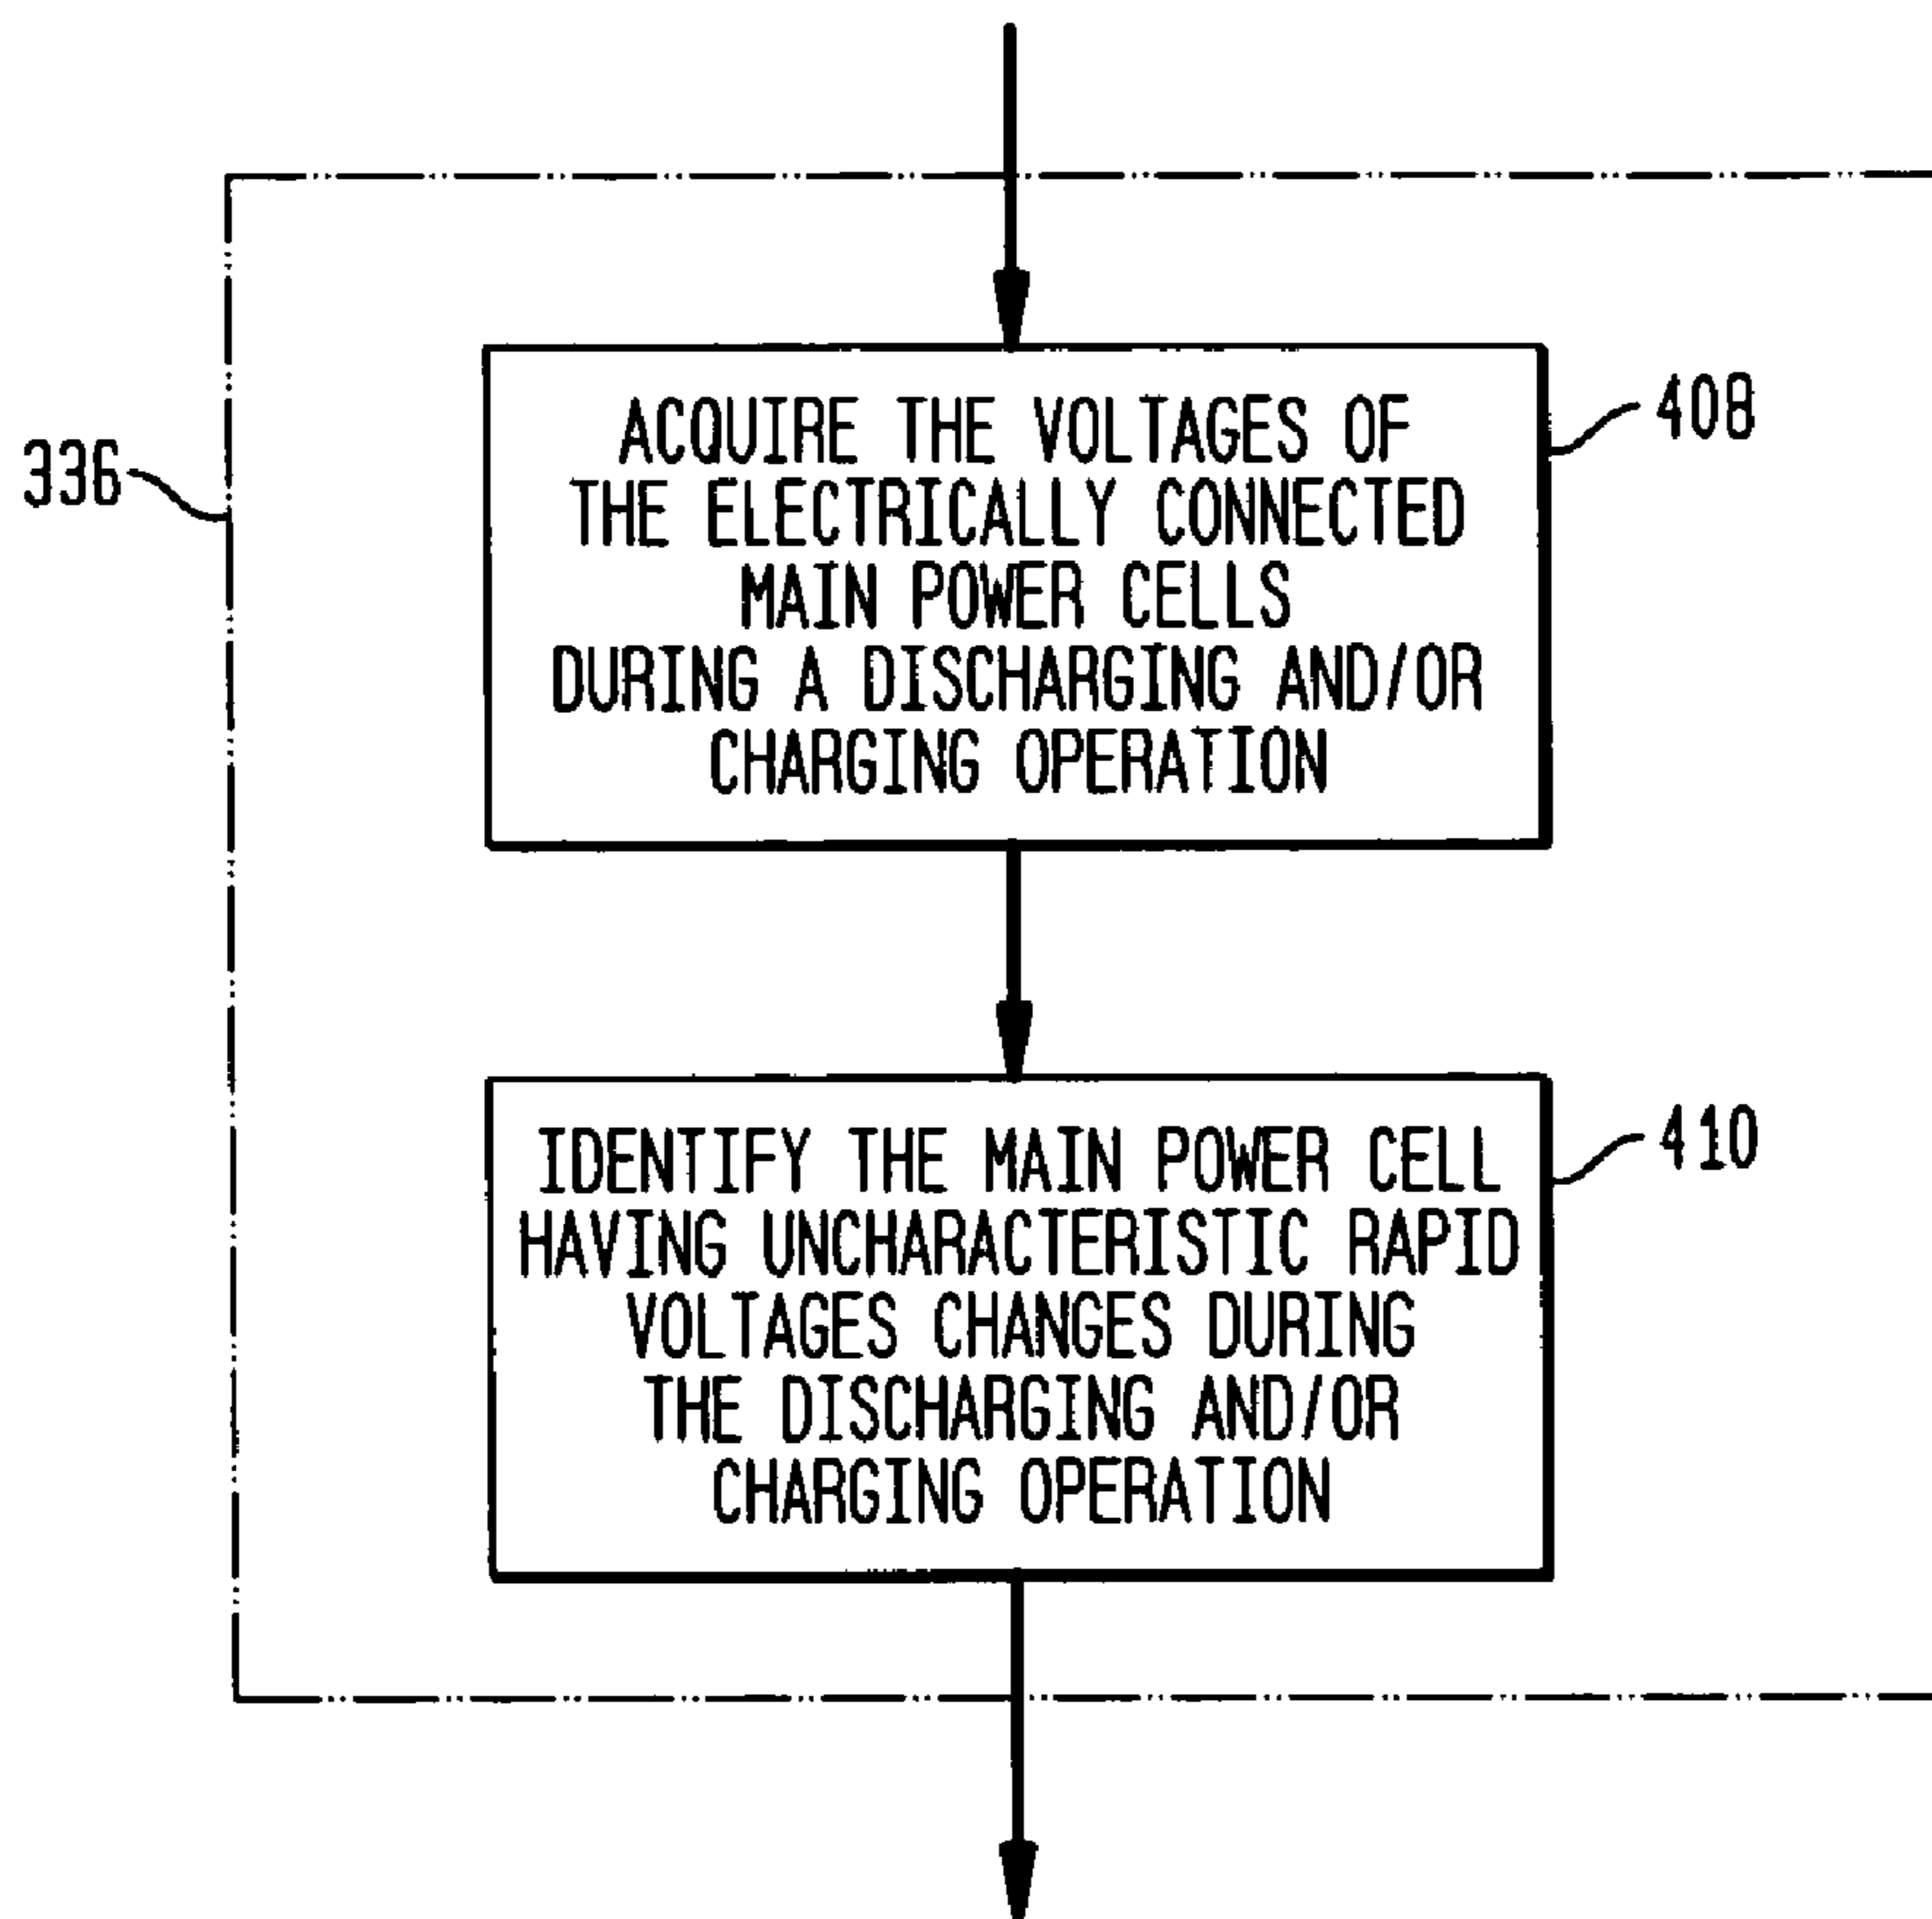 336
ACQUIRE THE VOLTAGES OF
THE ELECTRICALLY CONNECTED
MAIN POWER CELLS
DURING A DISCHARGING AND/OR
CHARGING OPERATION
408
IDENTIFY THE MAIN POWER CELL
HAVING UNCHARACTERISTIC RAPID
VOLTAGES CHANGES DURING
THE DISCHARGING AND/OR
CHARGING OPERATION
410